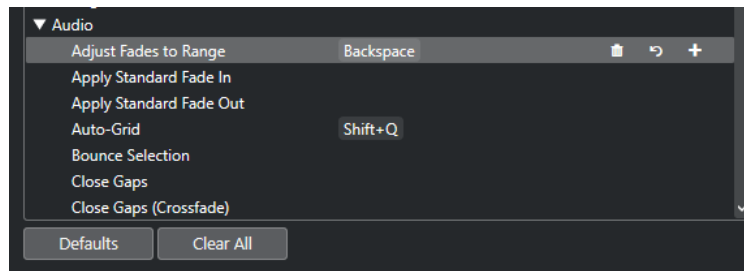 Audio
Adjust Fades to Range Backspace
Apply Standard Fade In
Apply Standard Fade Out
Auto-Grid Shift+Q
Bounce Selection
Close Gaps
Close Gaps (Crossfade)
Defaults Clear All